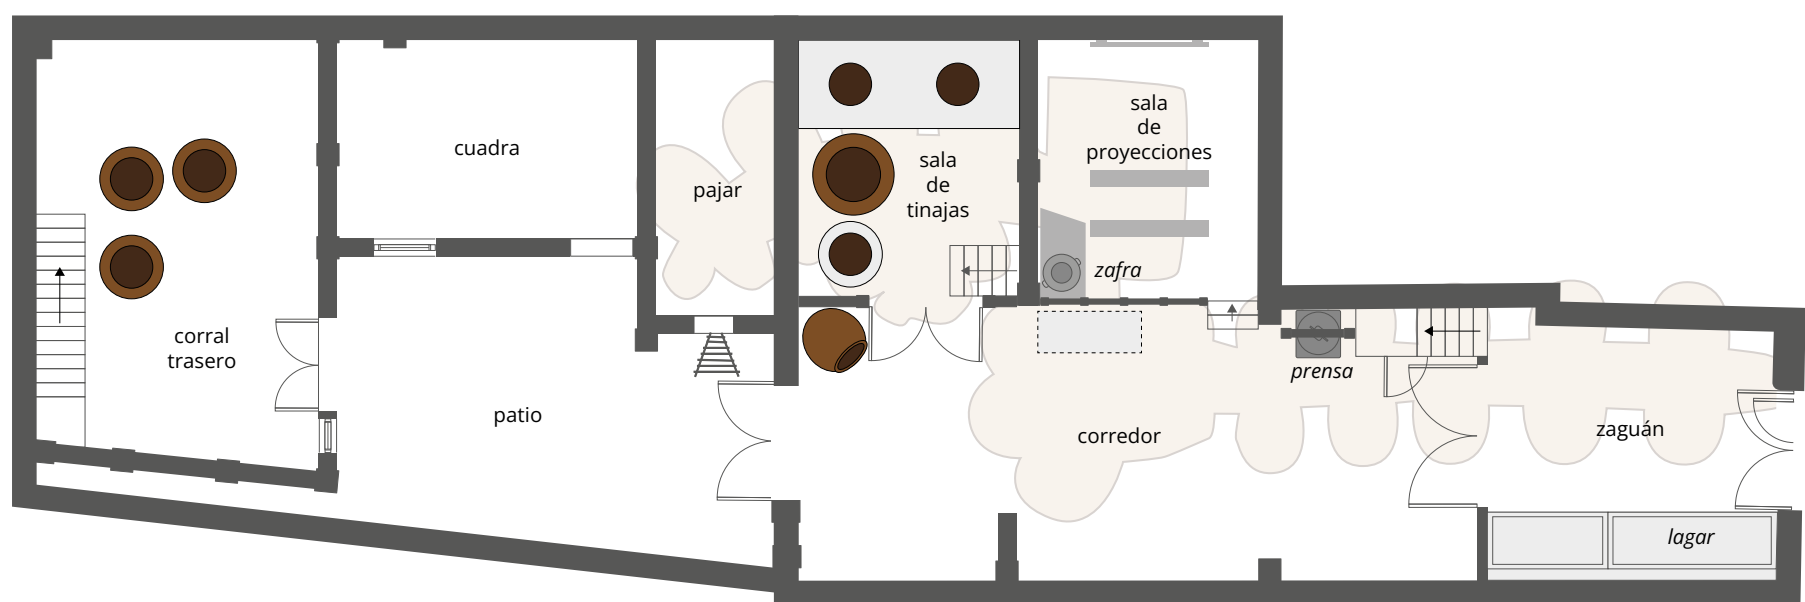 cuadra
pajar
sala
de
tinajas
sala
de
proyecciones
zafra
corral
trasero
patio
prensa
corredor
zaguán
lagar